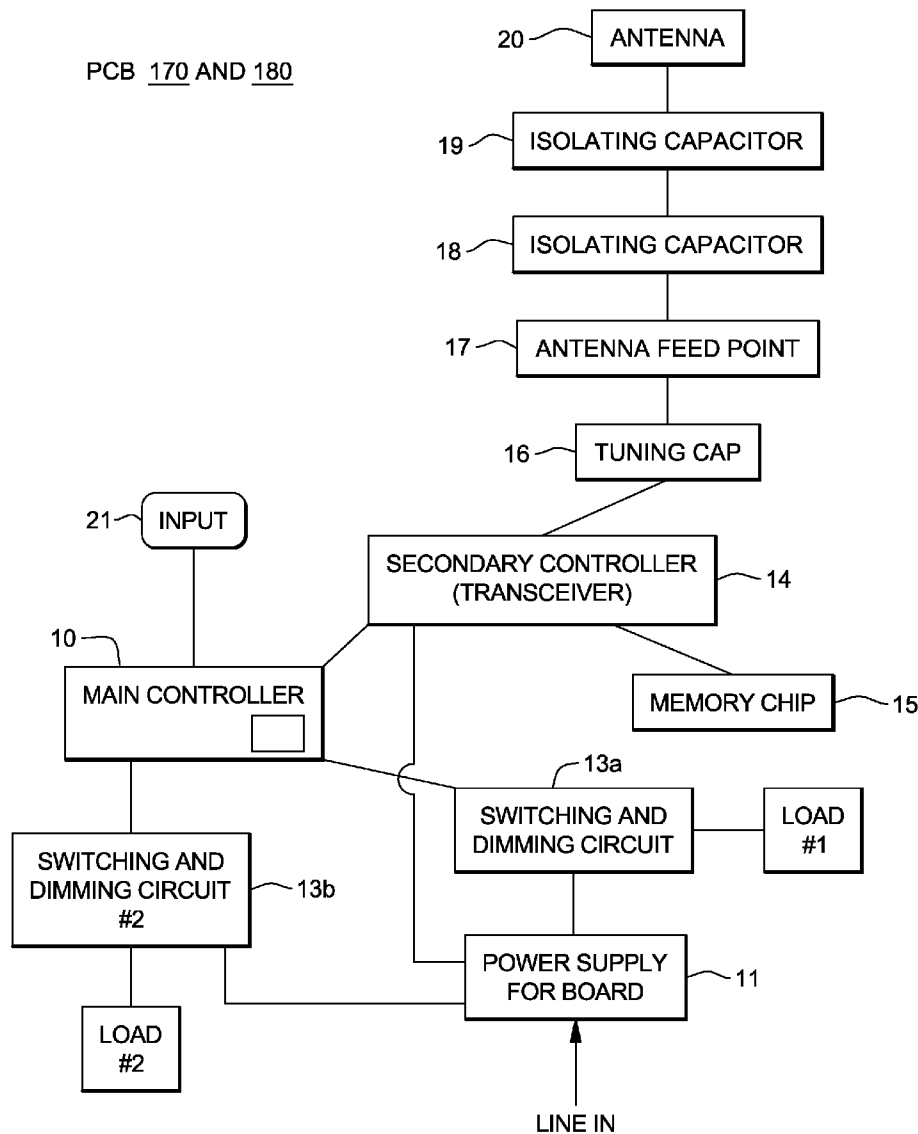 20
ANTENNA
PCB 170 AND 180
19
ISOLATING CAPACITOR
18
ISOLATING CAPACITOR
17
ANTENNA FEED POINT
16
TUNING CAP
21
INPUT
SECONDARY CONTROLLER
(TRANSCEIVER)
14
10
MAIN CONTROLLER
MEMORY CHIP
15
13a
SWITCHING AND
DIMMING CIRCUIT
LOAD
#1
SWITCHING AND
DIMMING CIRCUIT
#2
13b
POWER SUPPLY
FOR BOARD
11
LOAD
#2
LINE IN